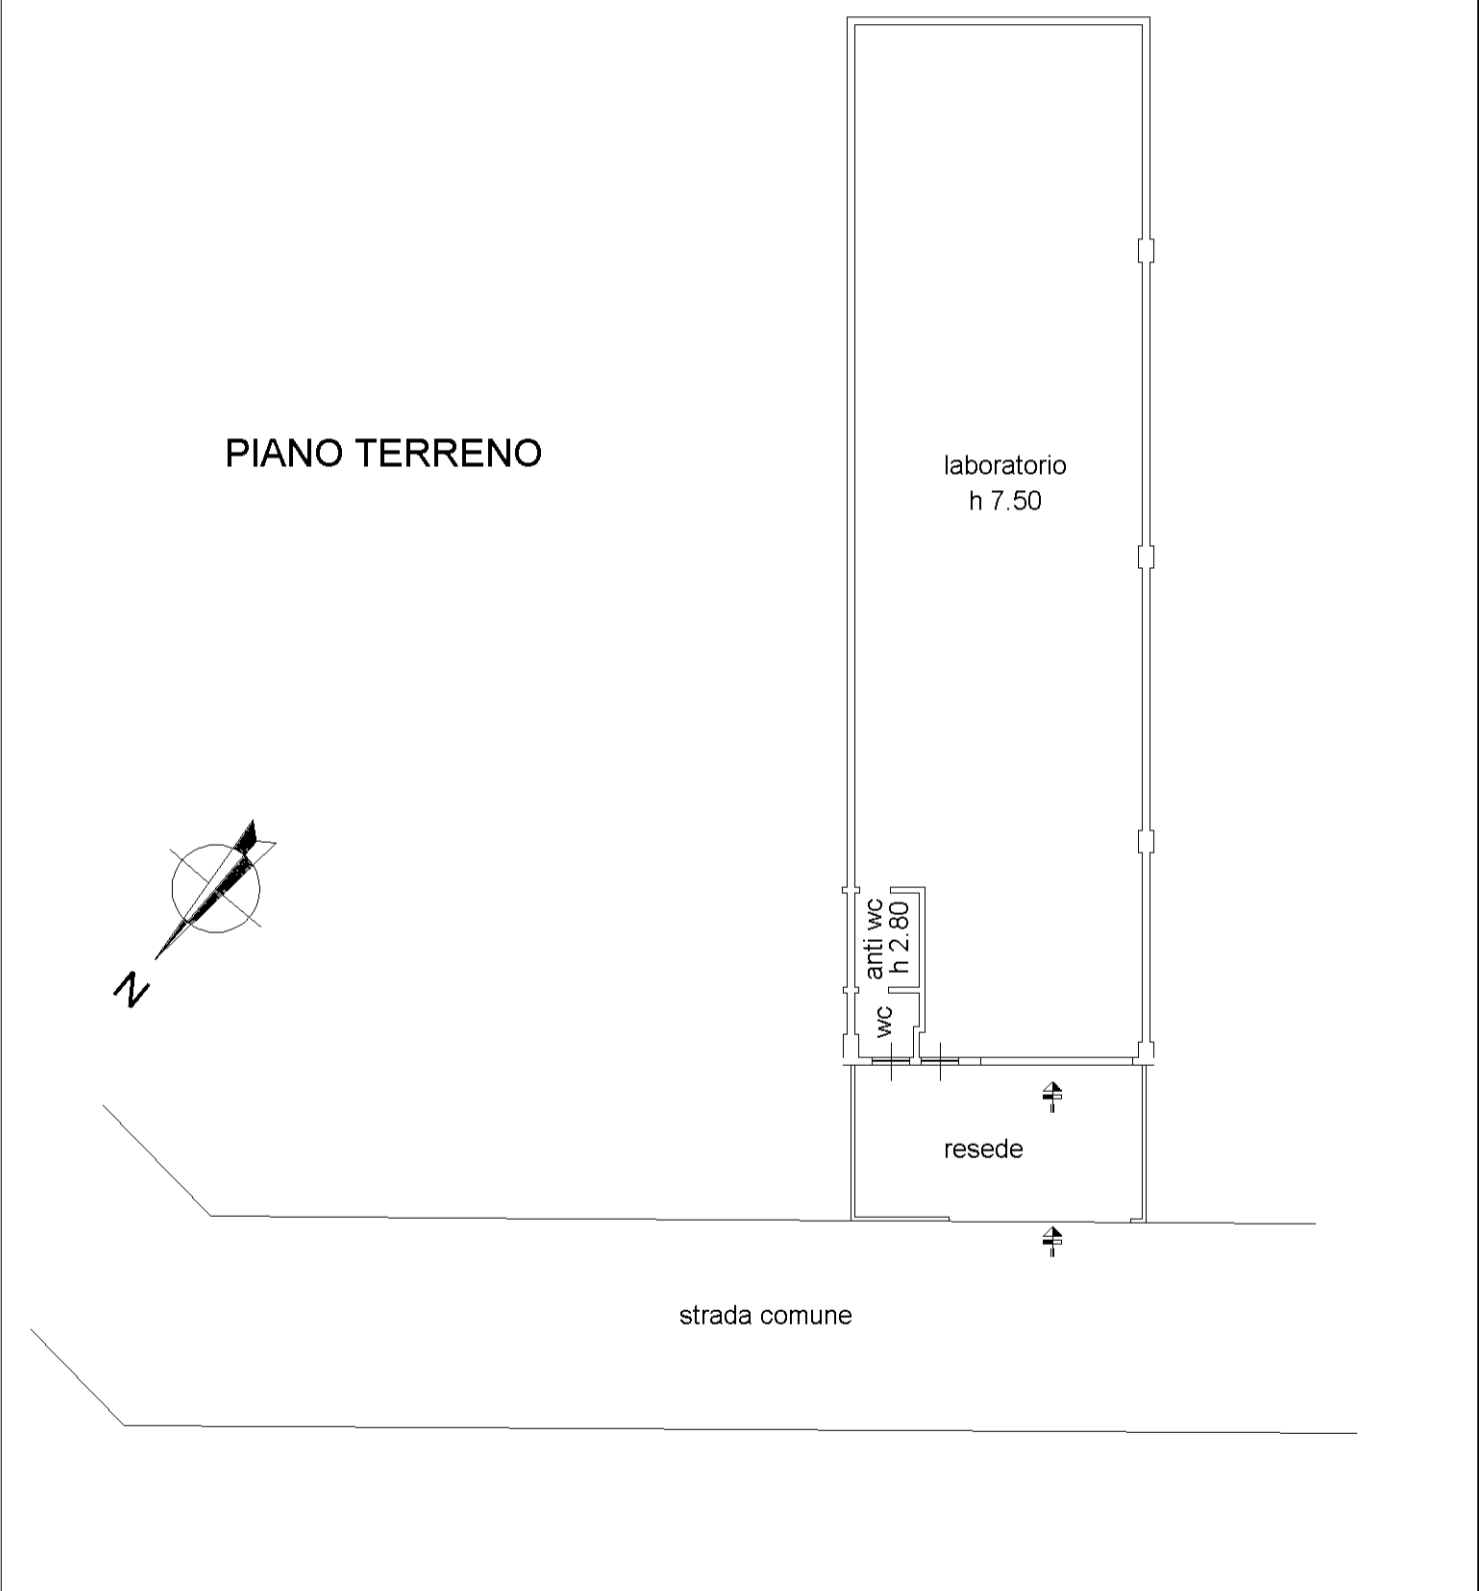 PIANO TERRENO
laboratorio
h 7.50
anti wc
h 2.80
wc
N
resede
strada comune